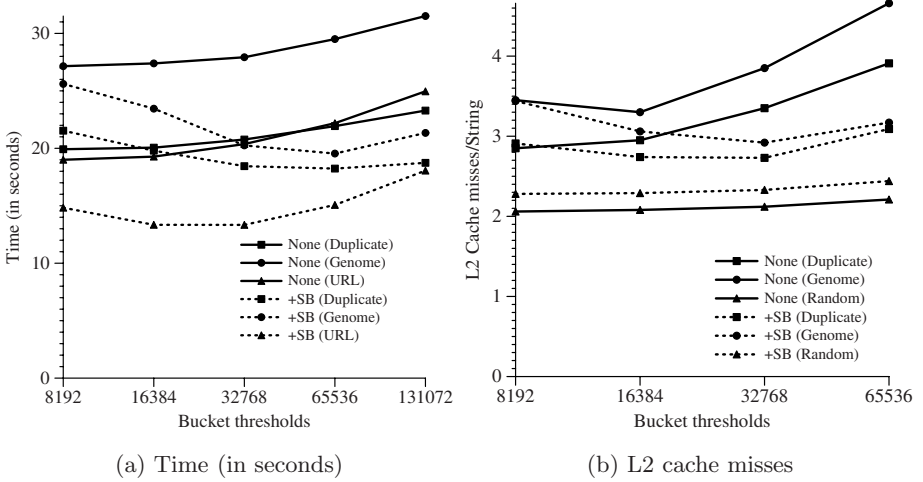 30
20
10
0
Time (in seconds)
8192 16384 32768 65536 131072
Bucket thresholds
None (Duplicate)
None (Genome)
None (URL)
+SB (Duplicate)
+SB (Genome)
+SB (URL)
(a) Time (in seconds)
4
3
2
1
0
L2 Cache misses/String
8192 16384 32768 65536
Bucket thresholds
None (Duplicate)
None (Genome)
None (Random)
+SB (Duplicate)
+SB (Genome)
+SB (Random)
(b) L2 cache misses